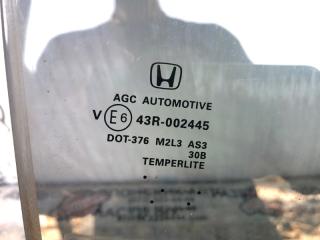 AGC AUTOMOTIVE
V E6 43R-002445
DOT-376 M2L3 AS3
30B
TEMPERLITE